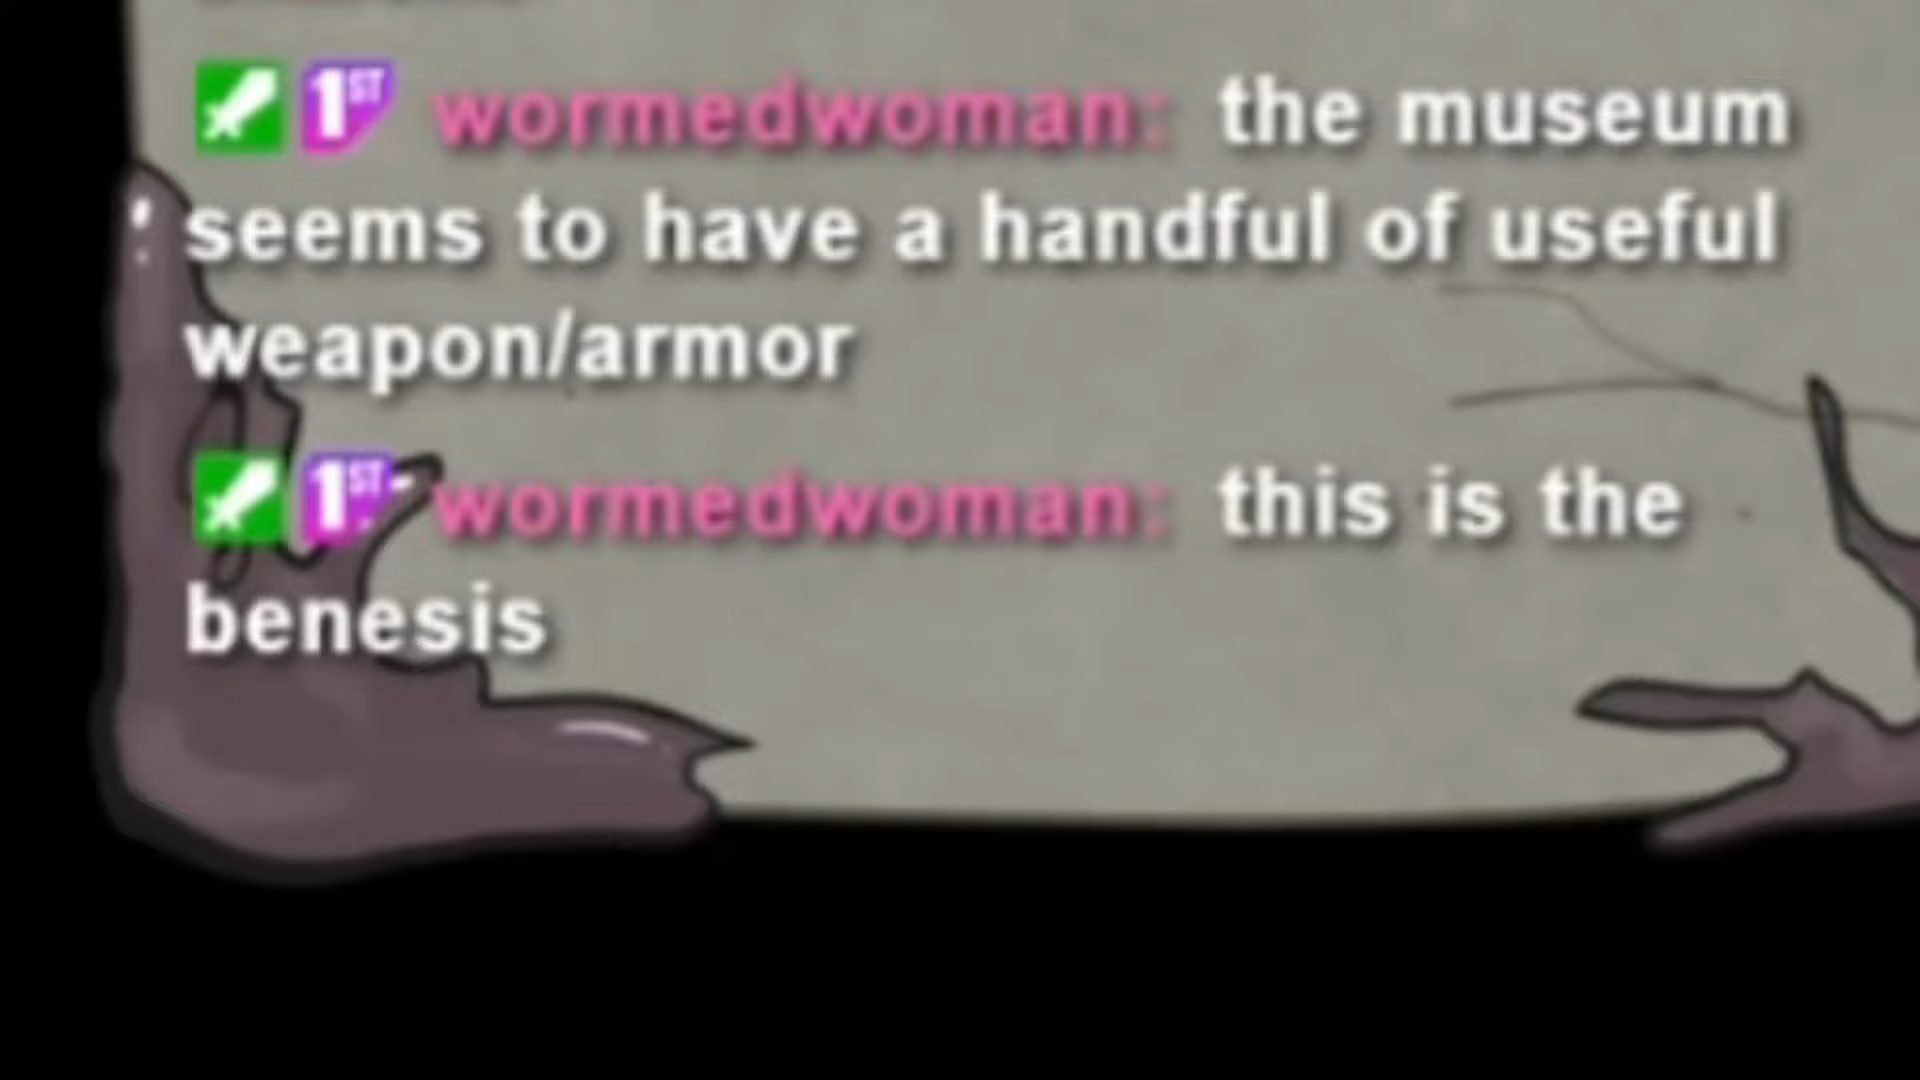 1ST wormedwoman: the museum
seems to have a handful of useful
weapon/armor
1ST wormedwoman: this is the
benesis